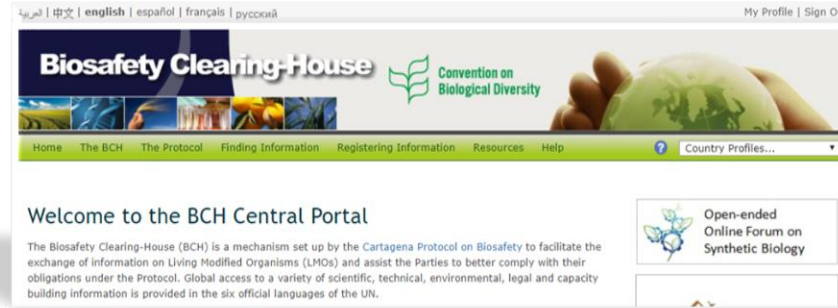 العربية | 中文 | english | español | français | русский
My Profile | Sign O
Biosafety Clearing-House
Convention on
Biological Diversity
Home The BCH The Protocol Finding Information Registering Information Resources Help ? Country Profiles...
Welcome to the BCH Central Portal
The Biosafety Clearing-House (BCH) is a mechanism set up by the Cartagena Protocol on Biosafety to facilitate the
exchange of information on Living Modified Organisms (LMOs) and assist the Parties to better comply with their
obligations under the Protocol. Global access to a variety of scientific, technical, environmental, legal and capacity
building information is provided in the six official languages of the UN.
Open-ended
Online Forum on
Synthetic Biology